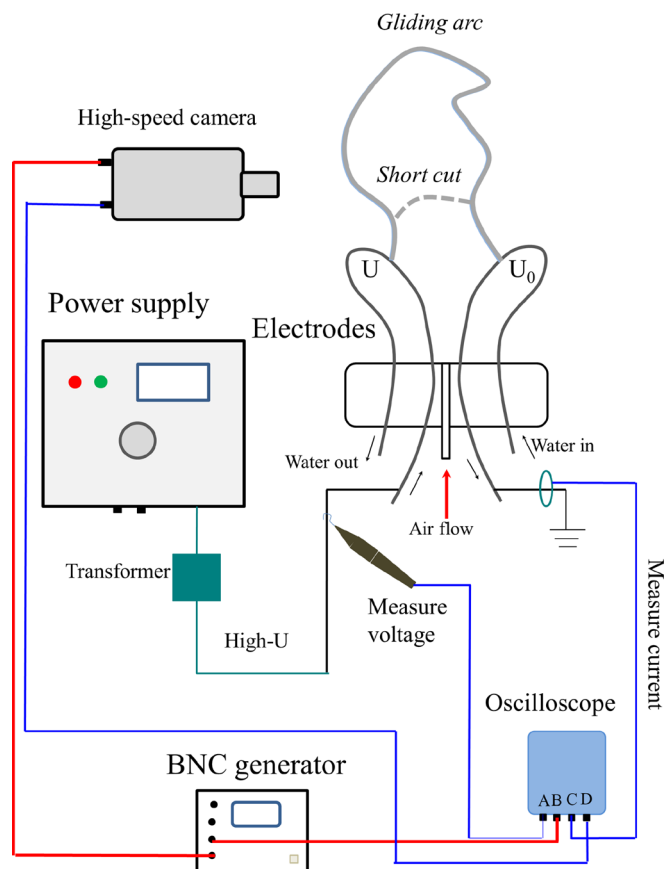 Gliding arc
High-speed camera
Short cut
U
U₀
Power supply
Electrodes
Water out
Water in
Air flow
Transformer
Measure
voltage
Measure current
High-U
Oscilloscope
BNC generator
A B C D